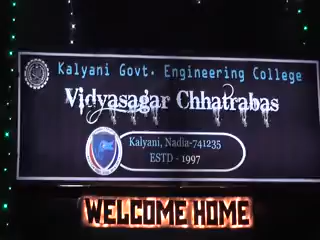 Kalyani Govt. Engineering College
Vidyasagar Chhatrabas
Kalyani, Nadia-741235
ESTD - 1997
WELCOME HOME